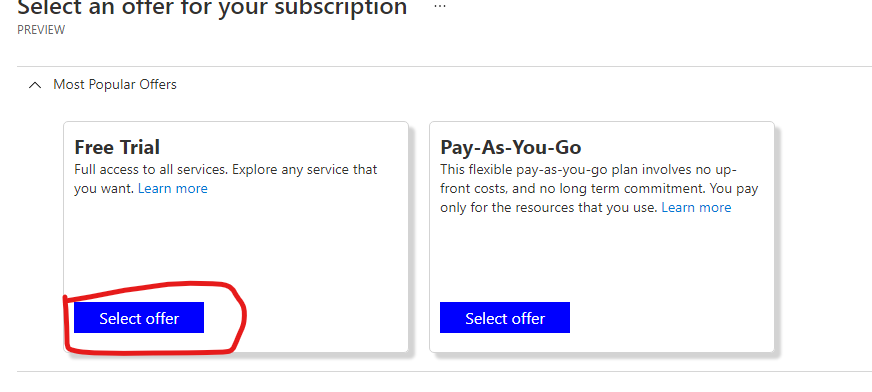 Select an offer for your subscription ...
PREVIEW
Most Popular Offers
Free Trial
Full access to all services. Explore any service that
you want. Learn more
Select offer
Pay-As-You-Go
This flexible pay-as-you-go plan involves no up-
front costs, and no long term commitment. You pay
only for the resources that you use. Learn more
Select offer